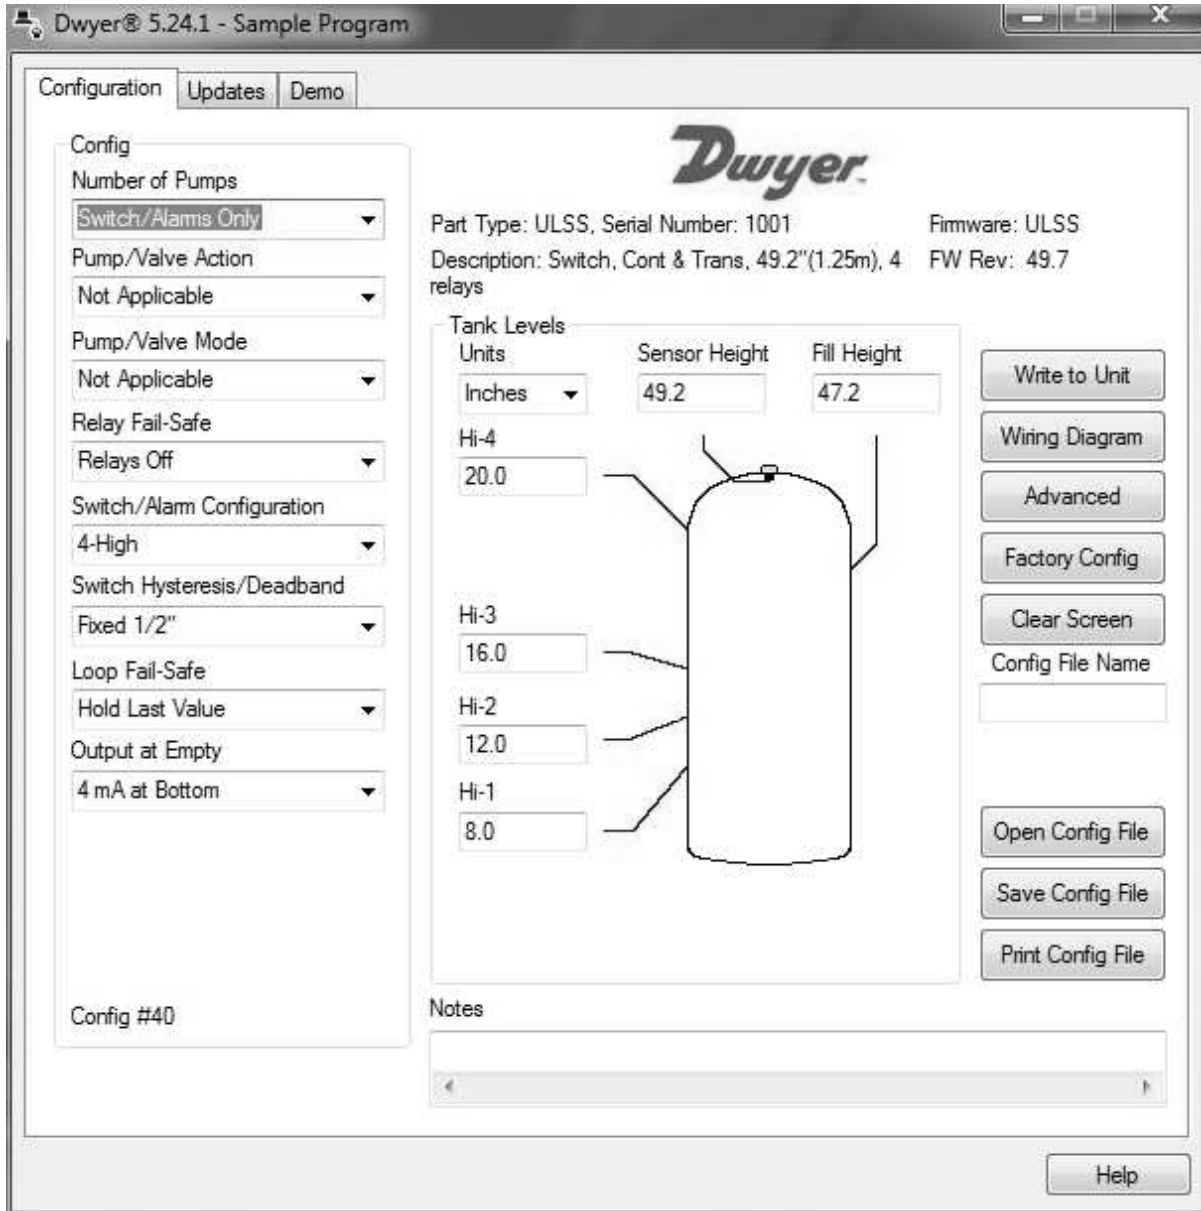 Dwyer® 5.24.1 - Sample Program
Configuration
Updates
Demo
Config
Number of Pumps
Switch/Alarms Only
Pump/Valve Action
Not Applicable
Pump/Valve Mode
Not Applicable
Relay Fail-Safe
Relays Off
Switch/Alarm Configuration
4-High
Switch Hysteresis/Deadband
Fixed 1/2"
Loop Fail-Safe
Hold Last Value
Output at Empty
4 mA at Bottom
Config #40
Dwyer
Part Type: ULSS, Serial Number: 1001
Firmware: ULSS
Description: Switch, Cont & Trans, 49.2"(1.25m), 4
relays
FW Rev: 49.7
Tank Levels
Units
Inches
Sensor Height
49.2
Fill Height
47.2
Hi-4
20.0
Hi-3
16.0
Hi-2
12.0
Hi-1
8.0
Write to Unit
Wiring Diagram
Advanced
Factory Config
Clear Screen
Config File Name
Open Config File
Save Config File
Print Config File
Notes
Help